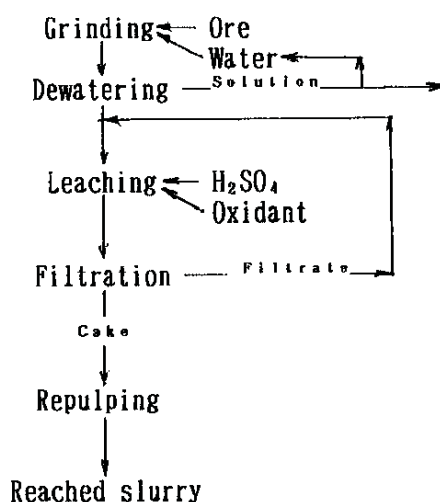 Grinding Ore
Water
Dewatering Solution
Leaching H₂SO₄
Oxidant
Filtration Filtrate
Cake
Repulping
Reached slurry